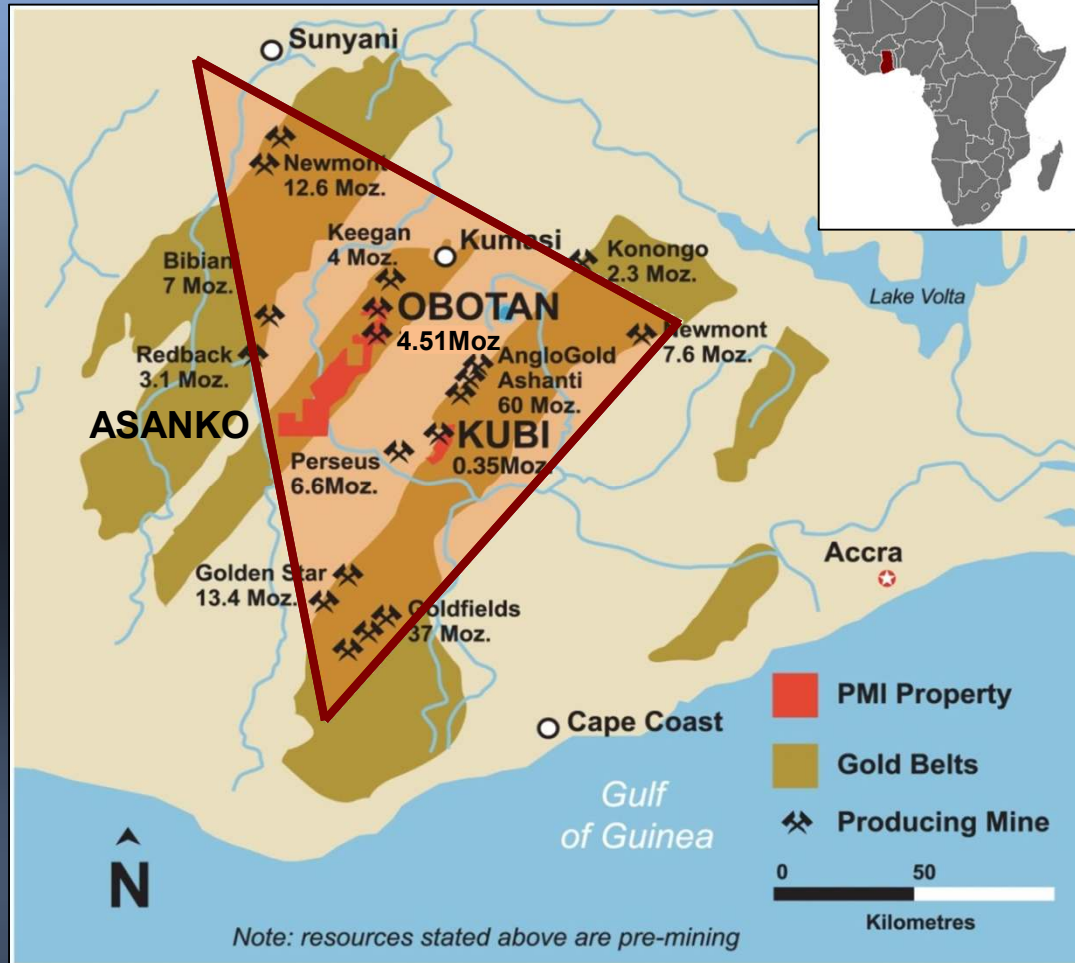 Sunyani
Newmont
12.6 Moz.
Keegan
4 Moz.
Kumasi
Konongo
2.3 Moz.
Bibian
7 Moz.
OBOTAN
4.51Moz
Lake Volta
Newmont
7.6 Moz.
Redback
3.1 Moz.
AngloGold
Ashanti
60 Moz.
ASANKO
KUBI
0.35Moz.
Perseus
6.6Moz.
Accra
Golden Star
13.4 Moz.
Goldfields
37 Moz.
PMI Property
Cape Coast
Gold Belts
Gulf
of Guinea
Producing Mine
0 50
Kilometres
N
Note: resources stated above are pre-mining